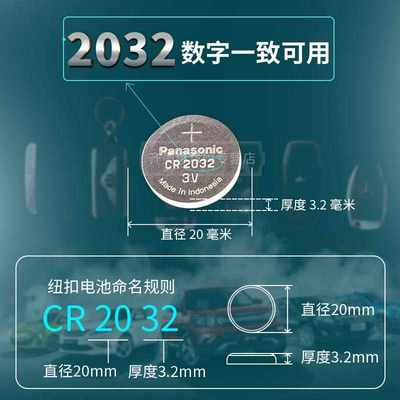 2032数字一致可用
Panasonic
CR 2032
3V
Made in Indonesia
厚度 3.2 毫米
直径 20 毫米
纽扣电池命名规则
CR 20 32
直径20mm 厚度3.2mm
直径20mm
厚度3.2mm